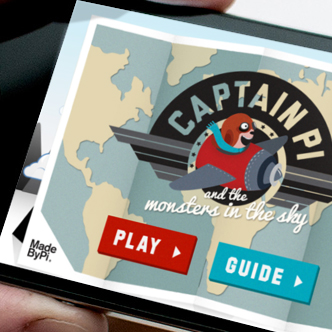 CAPTAIN PI
and the
monsters in the sky
PLAY
GUIDE
Made
ByPi.